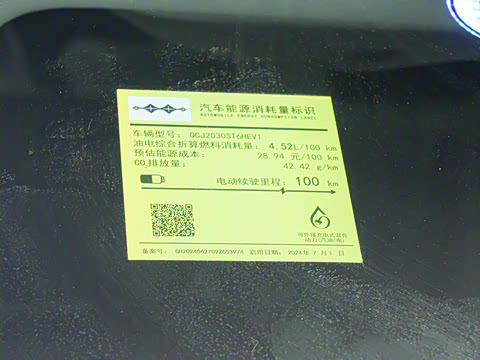 汽车能源消耗量标识
AUTOMOBILE ENERGY CONSUMPTION LABEL
车辆型号: QCJ2030ST6HEV1
油电综合折算燃料消耗量: 4.52L/100 km
预估能源成本: 28.94 元/100 km
CO₂排放量: 42.42 g/km
电动续驶里程: 100 km
可外接充电式混合
动力(汽油/电)
备案号: QH20240627092653974 启用日期: 2024年 7月1 日